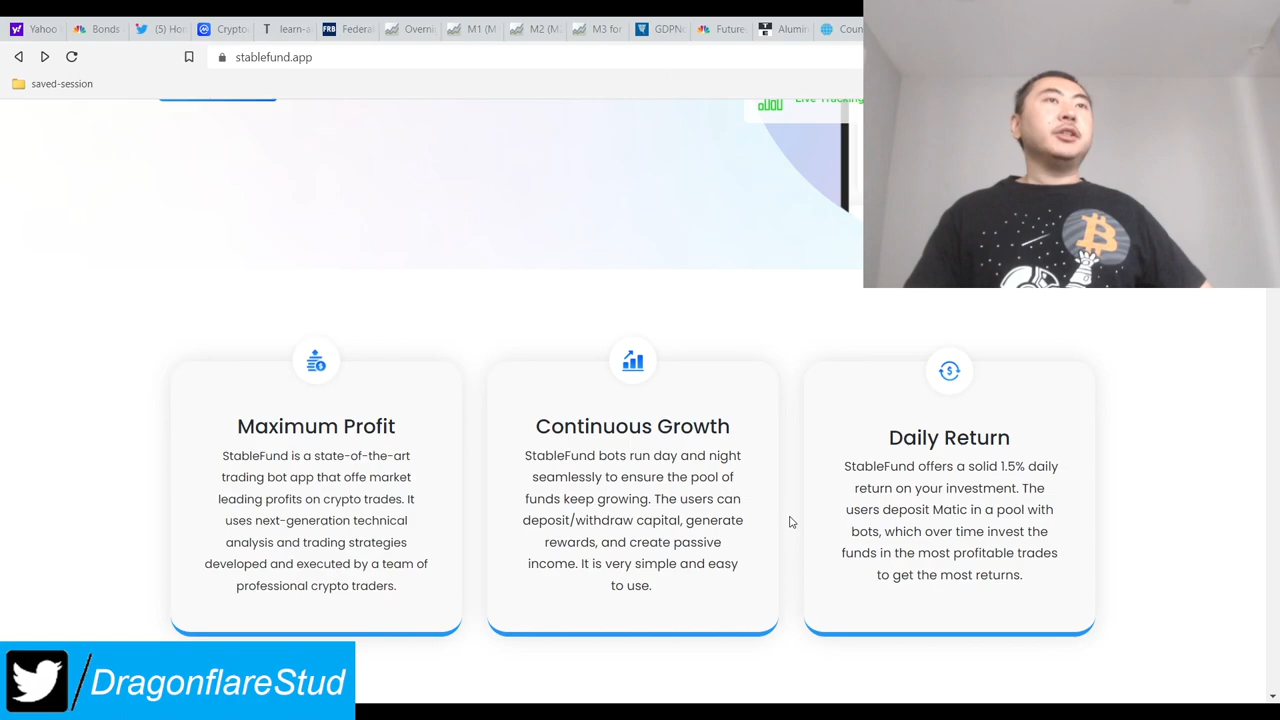 Yahoo
Bonds
(5) Hom
Crypto
learn-a
Federal
Overni
M1 (M
M2 (M
M3 for
GDPNo
Future
Alumin
Coun
stablefund.app
saved-session
Live Tracking
Maximum Profit
StableFund is a state-of-the-art
trading bot app that offe market
leading profits on crypto trades. It
uses next-generation technical
analysis and trading strategies
developed and executed by a team of
professional crypto traders.
Continuous Growth
StableFund bots run day and night
seamlessly to ensure the pool of
funds keep growing. The users can
deposit/withdraw capital, generate
rewards, and create passive
income. It is very simple and easy
to use.
Daily Return
StableFund offers a solid 1.5% daily
return on your investment. The
users deposit Matic in a pool with
bots, which over time invest the
funds in the most profitable trades
to get the most returns.
/DragonflareStud